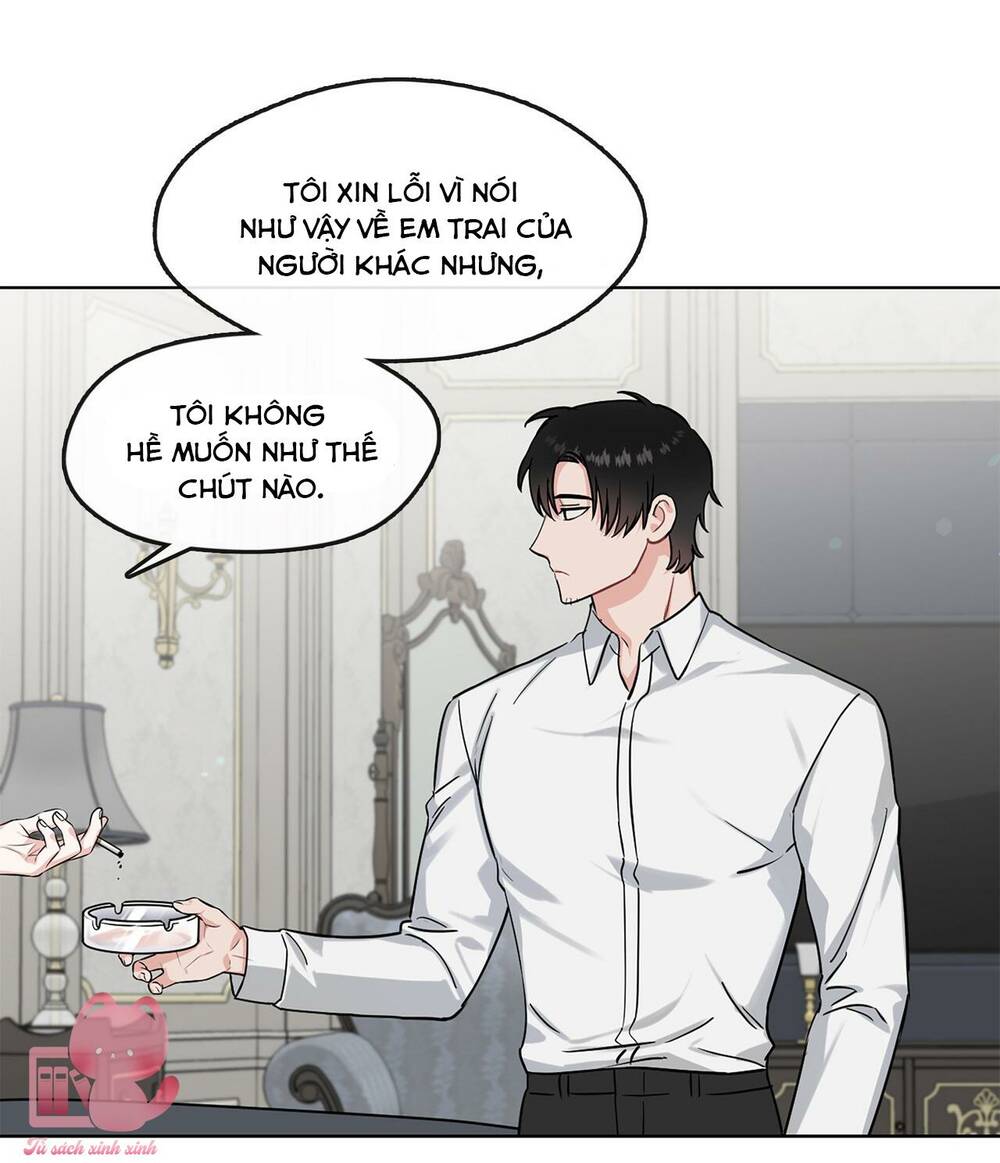 TÔI XIN LỖI VÌ NÓI
NHƯ VẬY VỀ EM TRAI CỦA
NGƯỜI KHÁC NHƯNG,
TÔI KHÔNG
HỀ MUỐN NHƯ THẾ
CHÚT NÀO.
Tủ sách xinh xinh